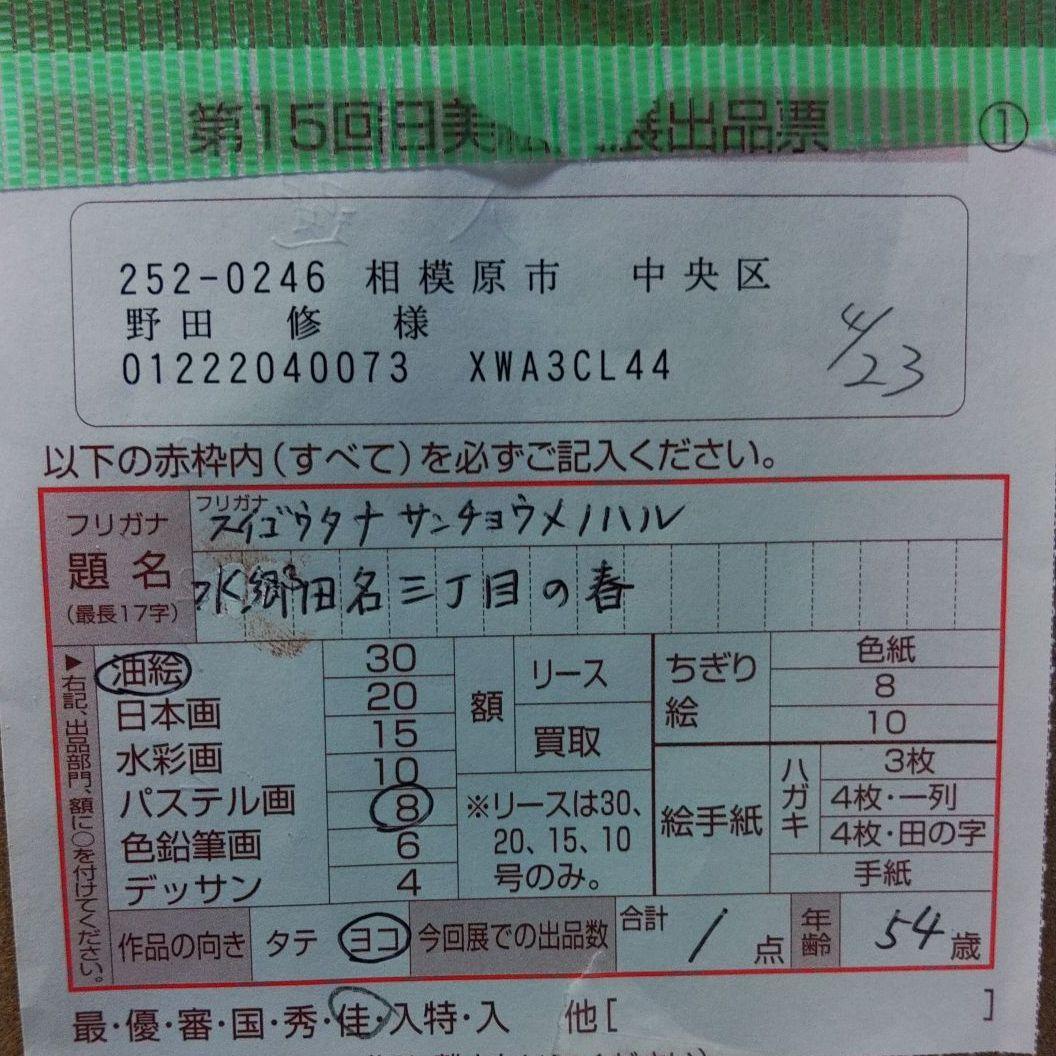 第15回日美絵画展出品票 ①
252-0246 相模原市 中央区
野田 修 様
01222040073 XWA3CL44
4/23
以下の赤枠内(すべて)を必ずご記入ください。
フリガナ
題名
(最長17字)
フリガナ
スイゴウタナ サンチョウメノハル
水郷田名三丁目の春
▶右記、出品部門、額に○を付けてください。
油絵
日本画
水彩画
パステル画
色鉛筆画
デッサン
30
20
15
10
8
6
4
額
リース
買取
※リースは30、
20、15、10
号のみ。
ちぎり
絵
色紙
8
10
絵手紙
ハガキ
3枚
4枚・一列
4枚・田の字
手紙
作品の向き
タテ
ヨコ
今回展での出品数
合計
1 点
年齢
54 歳
最・優・審・国・秀・佳・入特・入 他[ ]